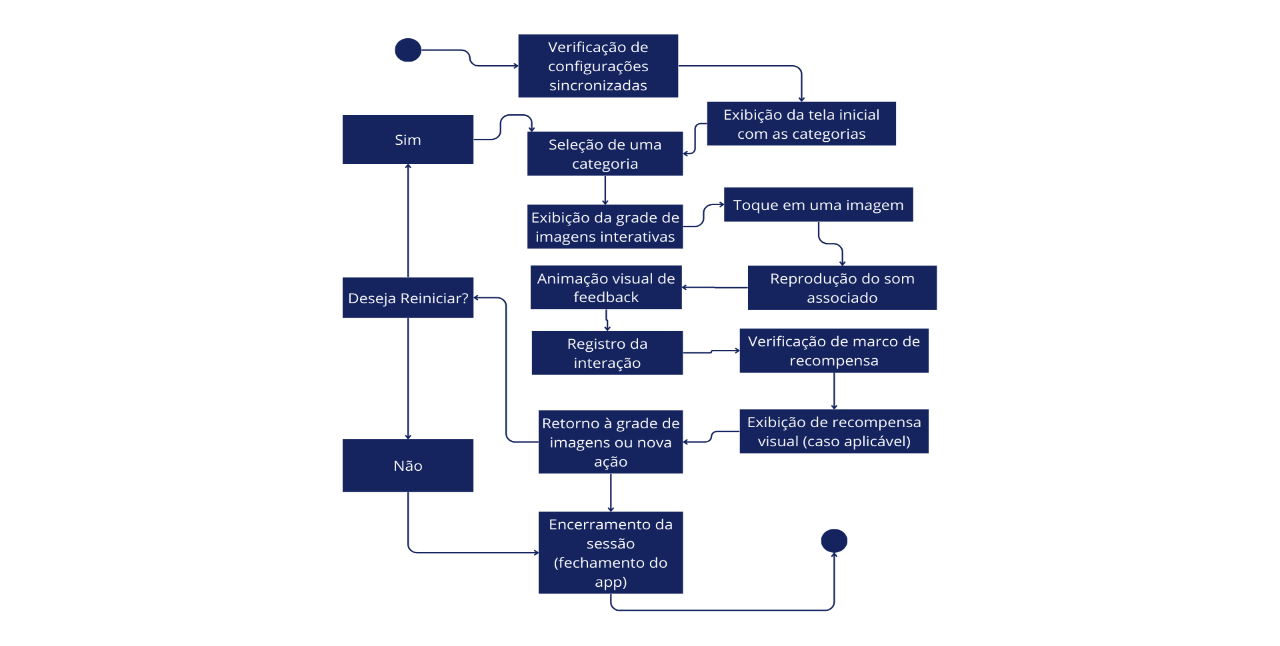 Verificação de
configurações
sincronizadas
Exibição da tela inicial
com as categorias
Sim
Seleção de uma
categoria
Exibição da grade de
imagens interativas
Toque em uma imagem
Reprodução do som
associado
Animação visual de
feedback
Deseja Reiniciar?
Registro da
interação
Verificação de marco de
recompensa
Exibição de recompensa
visual (caso aplicável)
Retorno à grade de
imagens ou nova
ação
Não
Encerramento da
sessão
(fechamento do
app)